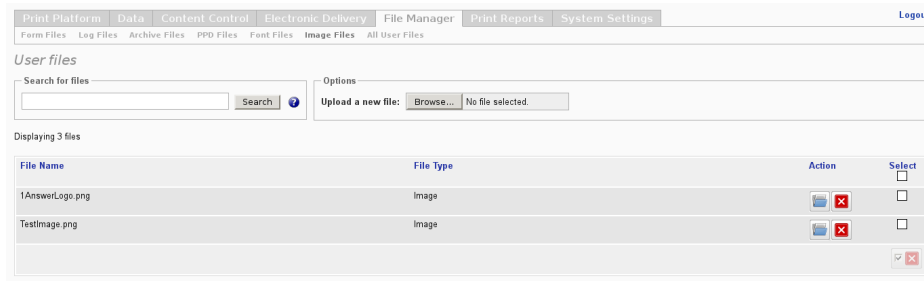 Print Platform Data Content Control Electronic Delivery File Manager Print Reports System Settings
Form Files Log Files Archive Files PPD Files Font Files Image Files All User Files
User files
Search for files
Search
Options
Upload a new file: Browse... No file selected.
Displaying 3 files
File Name File Type Action Select
1AnswerLogo.png Image
TestImage.png Image